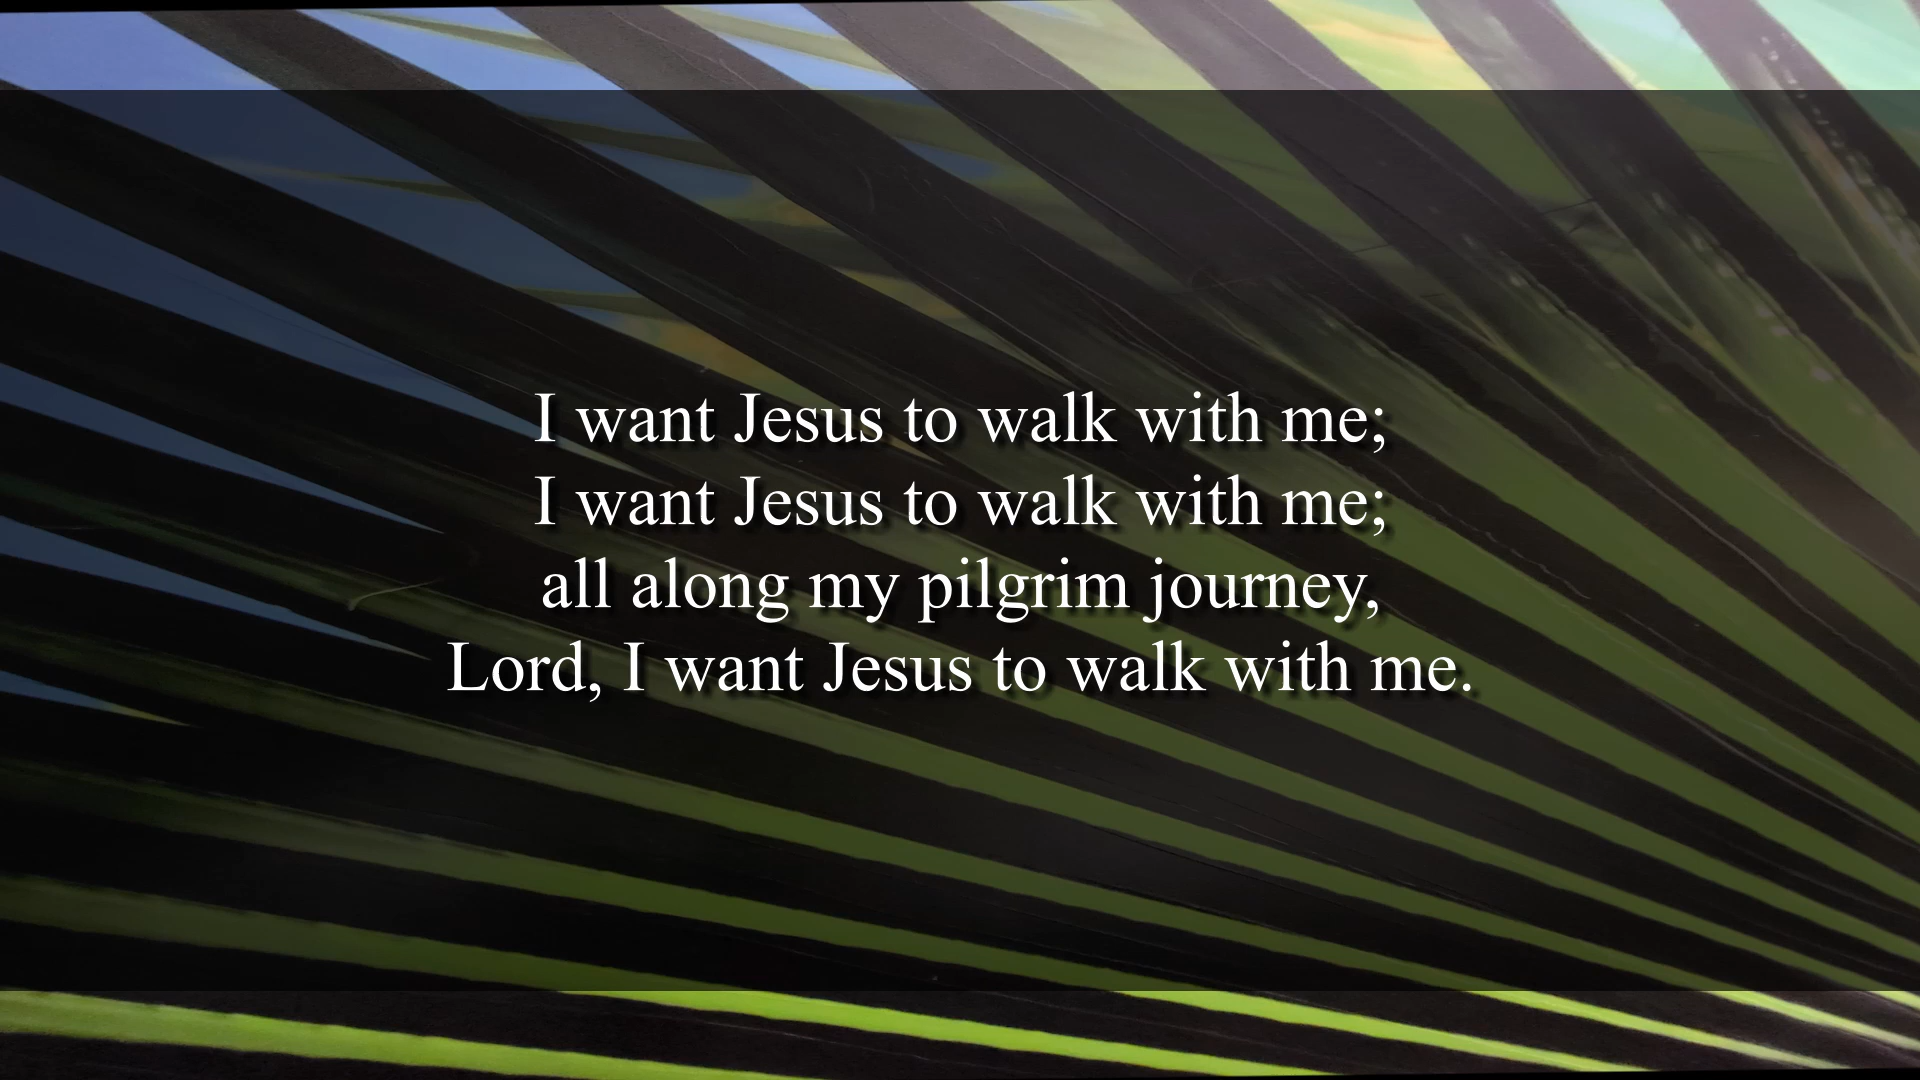 I want Jesus to walk with me;
I want Jesus to walk with me;
all along my pilgrim journey,
Lord, I want Jesus to walk with me.